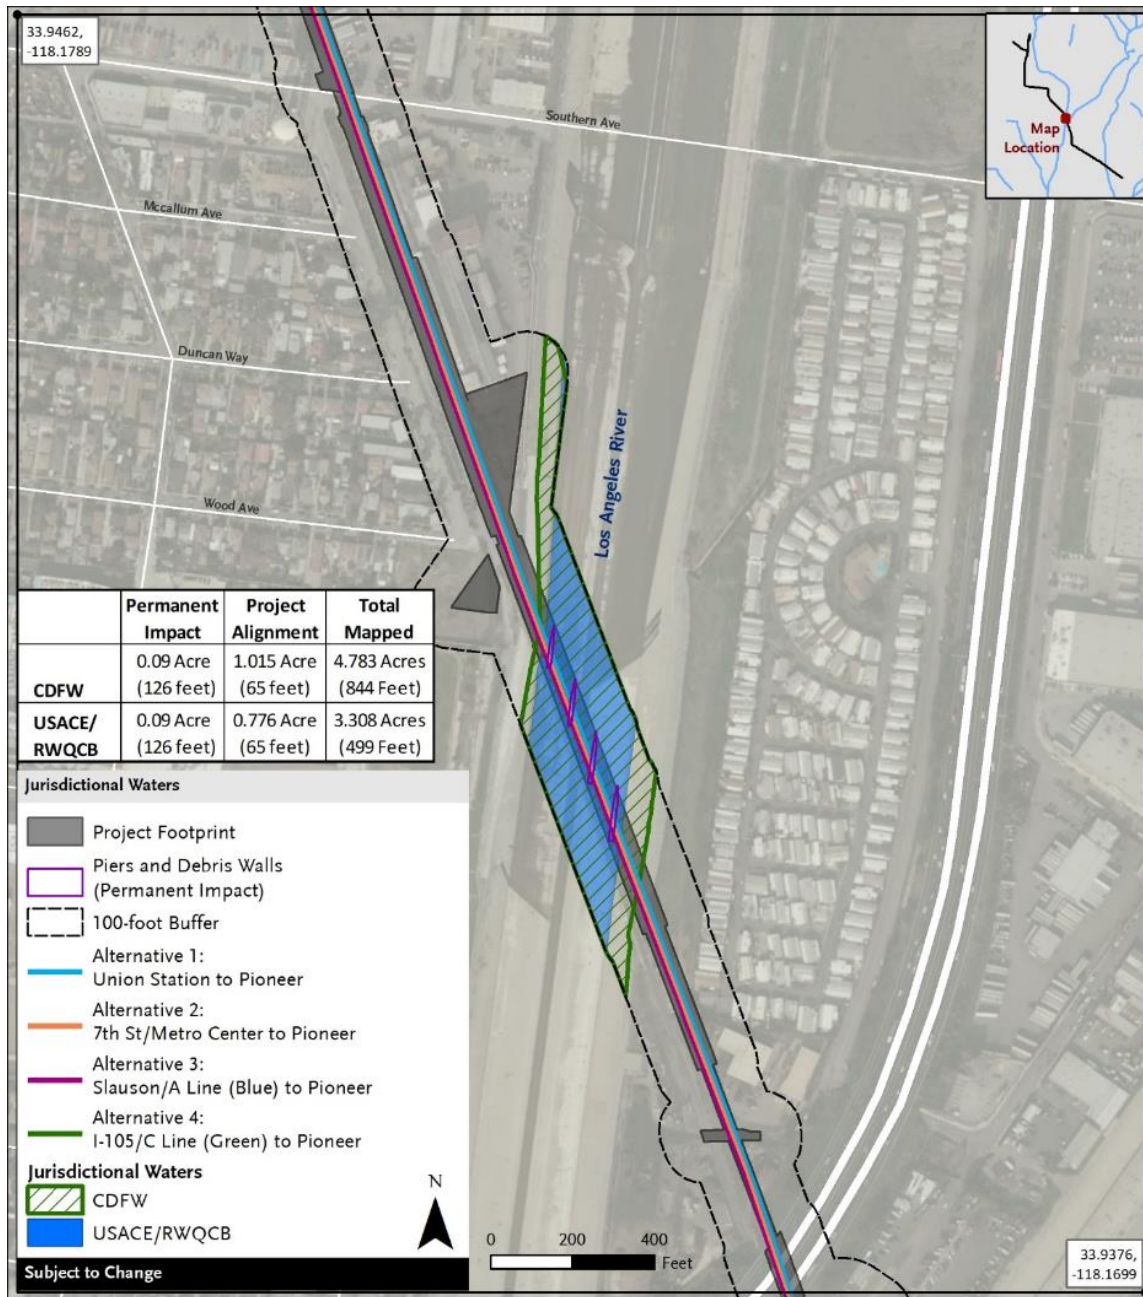 33.9462,
-118.1789
Southern Ave
Map
Location
Mccallum Ave
Duncan Way
Los Angeles River
Wood Ave
Permanent Impact Project Alignment Total Mapped
CDFW 0.09 Acre (126 feet) 1.015 Acre (65 feet) 4.783 Acres (844 Feet)
USACE/ RWQCB 0.09 Acre (126 feet) 0.776 Acre (65 feet) 3.308 Acres (499 Feet)
Jurisdictional Waters
Project Footprint
Piers and Debris Walls
(Permanent Impact)
100-foot Buffer
Alternative 1:
Union Station to Pioneer
Alternative 2:
7th St/Metro Center to Pioneer
Alternative 3:
Slauson/A Line (Blue) to Pioneer
Alternative 4:
I-105/C Line (Green) to Pioneer
Jurisdictional Waters
CDFW
USACE/RWQCB
N
0 200 400
Feet
Subject to Change
33.9376,
-118.1699